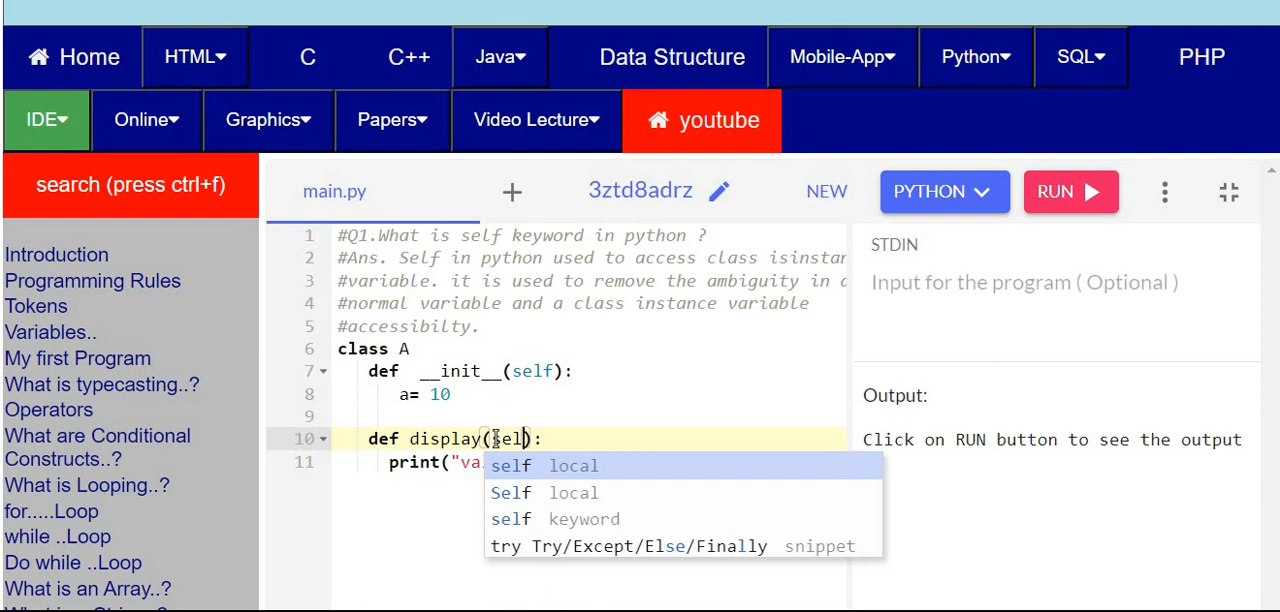 Home HTML C C++ Java Data Structure Mobile-App Python SQL PHP
IDE Online Graphics Papers Video Lecture youtube
search (press ctrl+f)
Introduction
Programming Rules
Tokens
Variables..
My first Program
What is typecasting..?
Operators
What are Conditional
Constructs..?
What is Looping..?
for.....Loop
while ..Loop
Do while ..Loop
What is an Array..?
main.py + 3ztd8adrz NEW PYTHON RUN
1 #Q1.What is self keyword in python ?
2 #Ans. Self in python used to access class isinstan
3 #variable. it is used to remove the ambiguity in
4 #normal variable and a class instance variable
5 #accessibilty.
6 class A
7 def __init__(self):
8 a= 10
9
10 def display(sel):
11 print("va
self local
Self local
self keyword
try Try/Except/Else/Finally snippet
STDIN
Input for the program ( Optional )
Output:
Click on RUN button to see the output